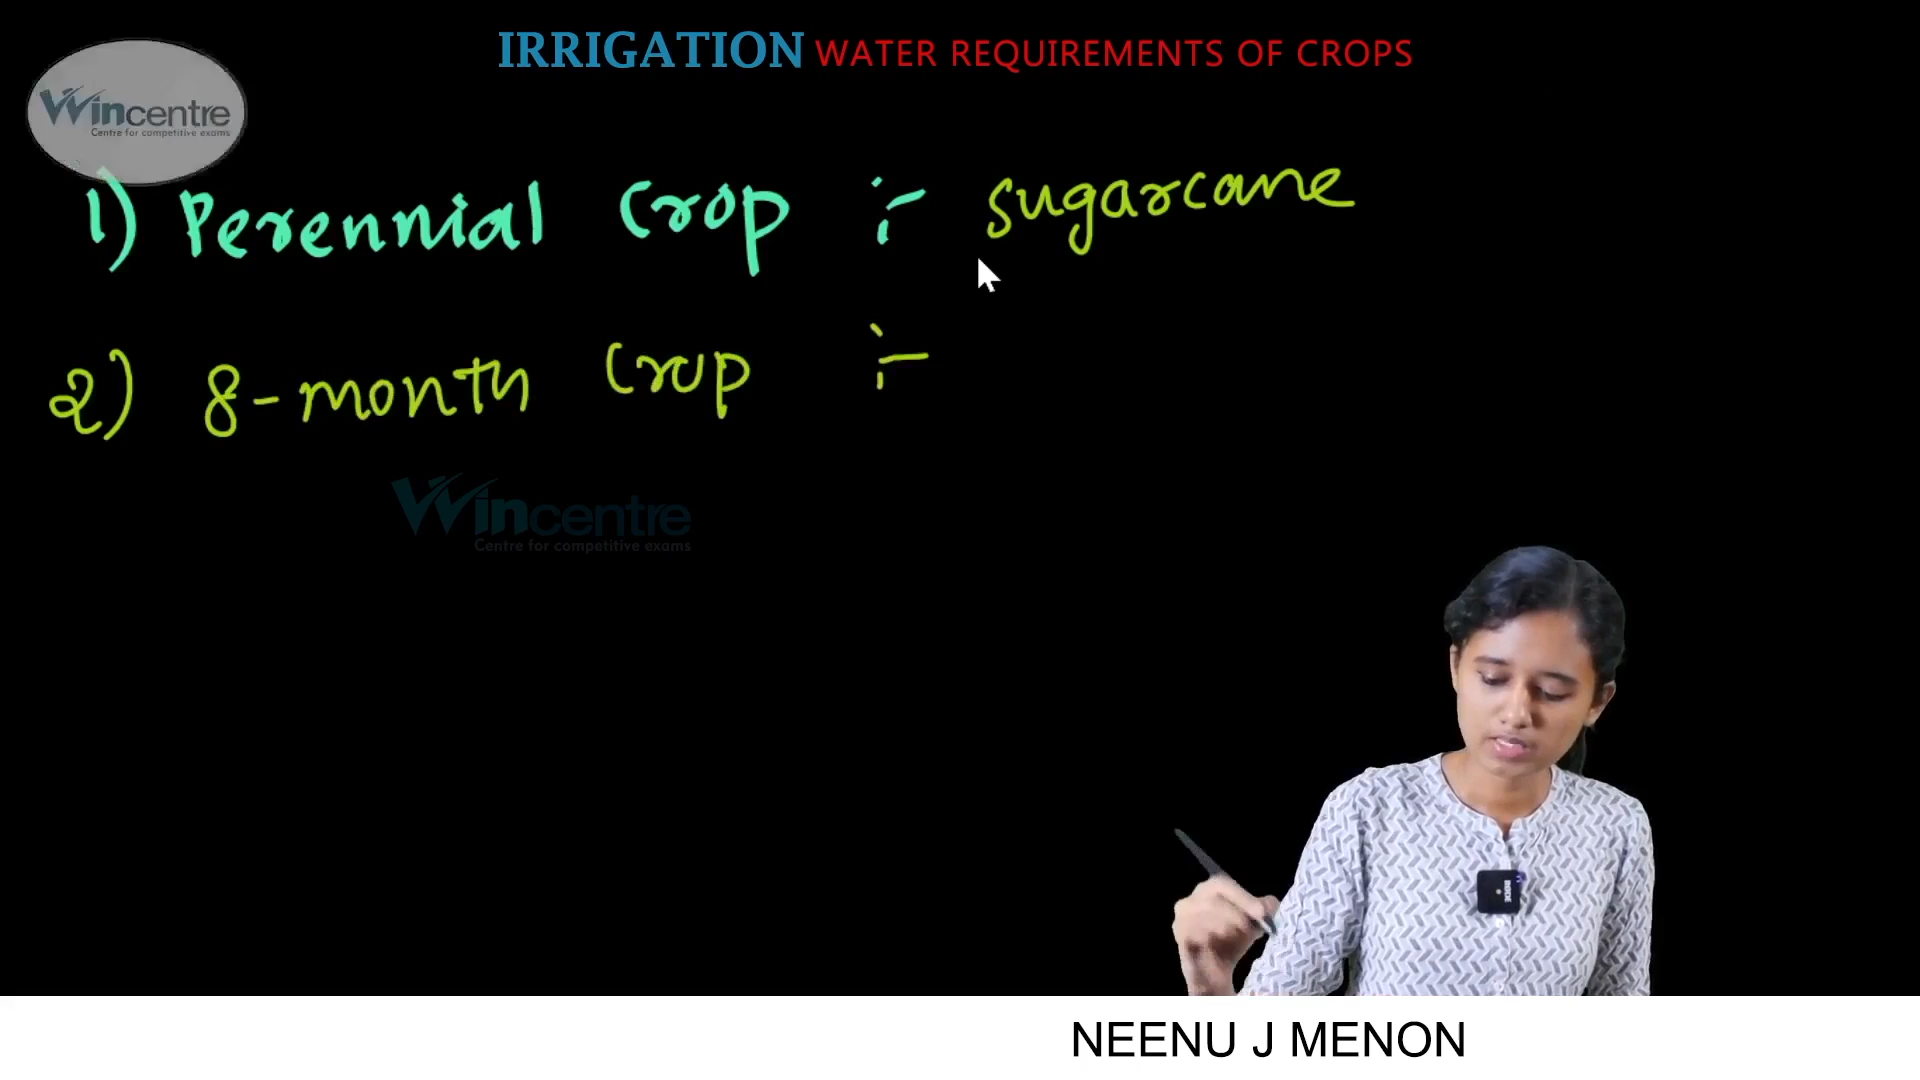 IRRIGATION WATER REQUIREMENTS OF CROPS
Wincentre
Centre for competitive exams
1) Perennial crop :- sugarcane
2) 8-month crop :-
Wincentre
Centre for competitive exams
NEENU J MENON